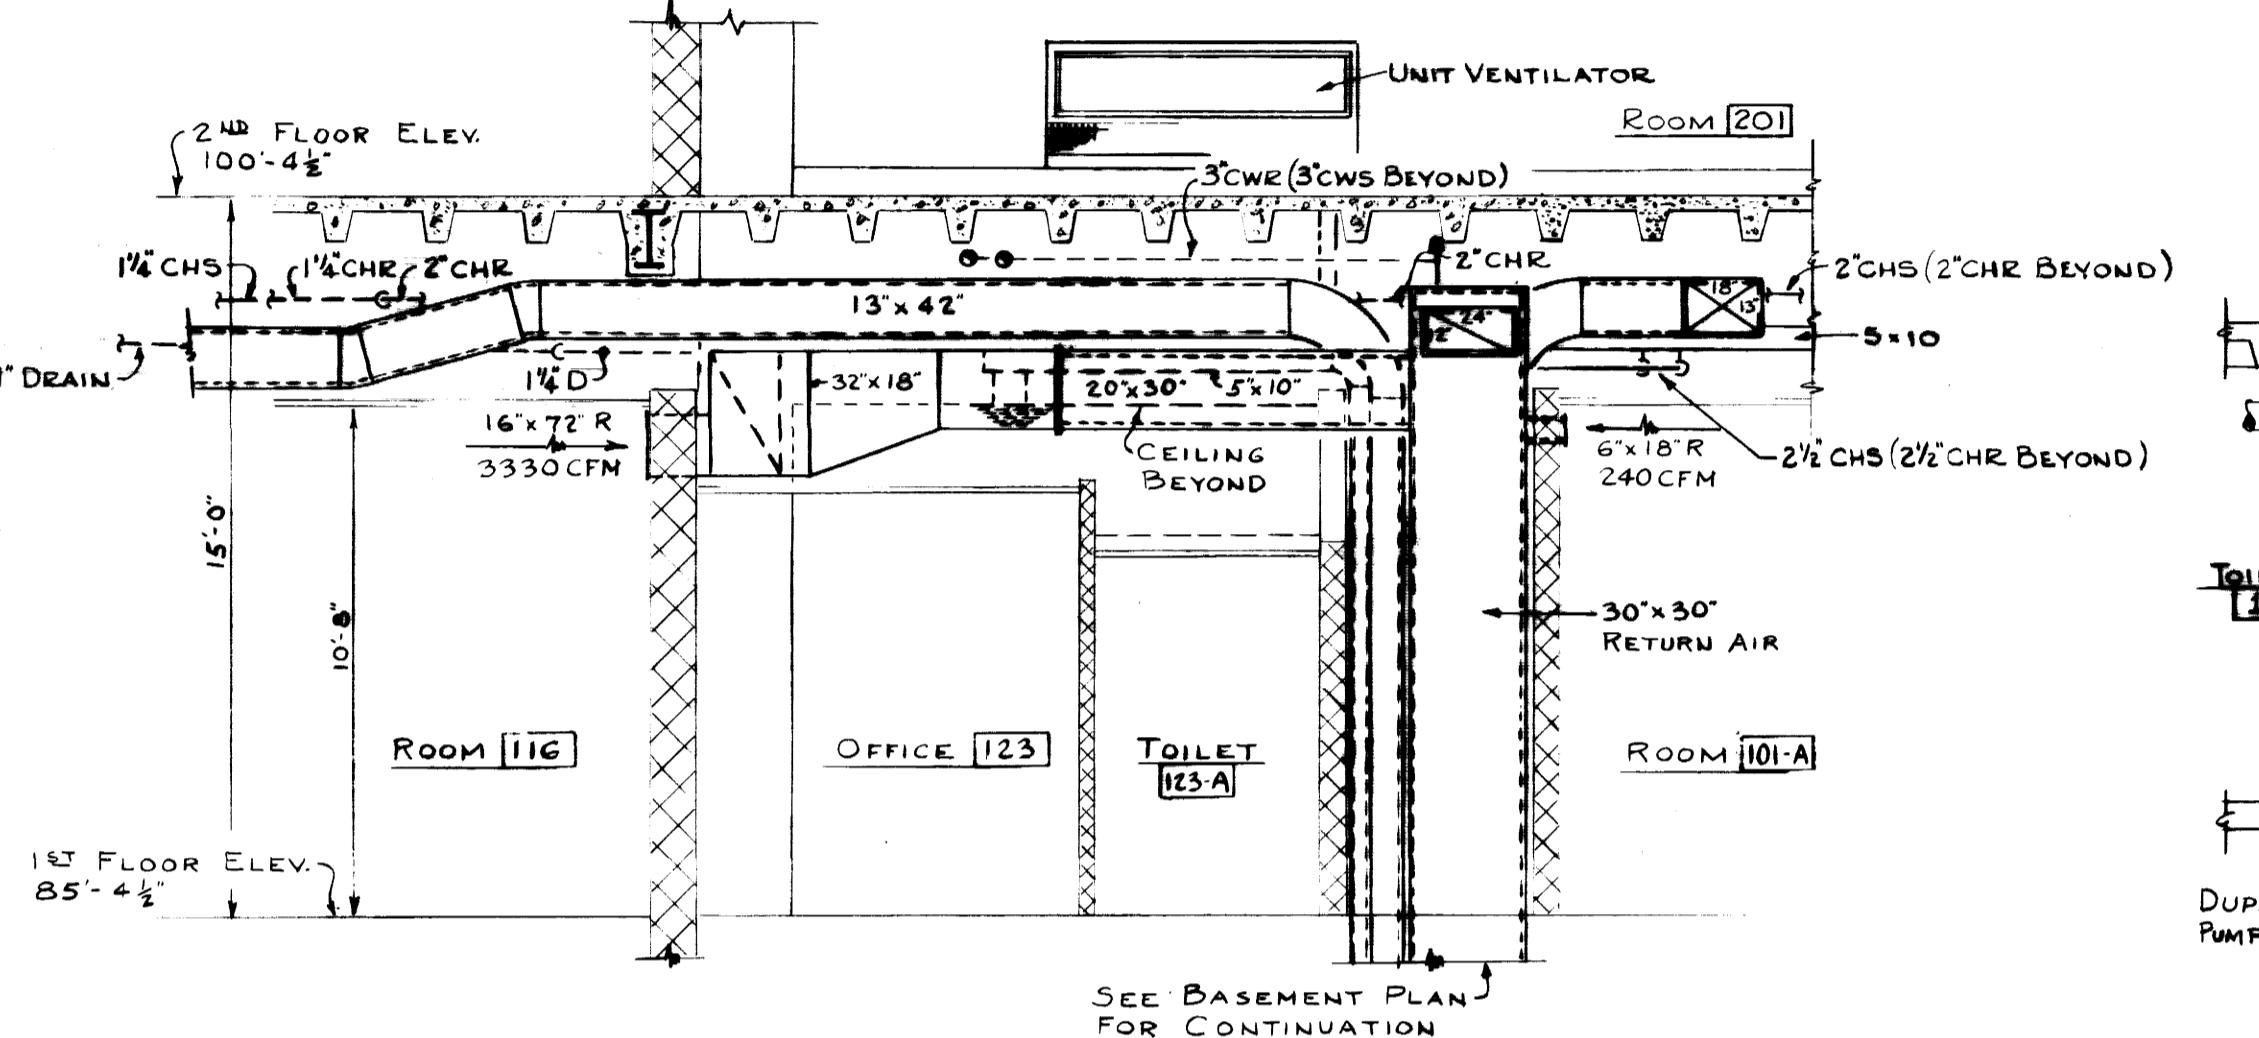 UNIT VENTILATOR
ROOM 201
2ND FLOOR ELEV.
100'-4½"
3"CWR (3"CWS BEYOND)
1¼" CHS
1¼" CHR
2" CHR
2" CHR
2"CHS (2"CHR BEYOND)
13" x 42"
18"
13"
24"
5 x 10
1" DRAIN
1¼" D
32" x 18"
20" x 30"
5" x 10"
16" x 72" R
3330 CFM
CEILING
BEYOND
6" x 18" R
240 CFM
2½" CHS (2½" CHR BEYOND)
15'-0"
10'-8"
30" x 30"
RETURN AIR
ROOM 116
OFFICE 123
TOILET
123-A
ROOM 101-A
1ST FLOOR ELEV.
85'-4½"
SEE BASEMENT PLAN
FOR CONTINUATION